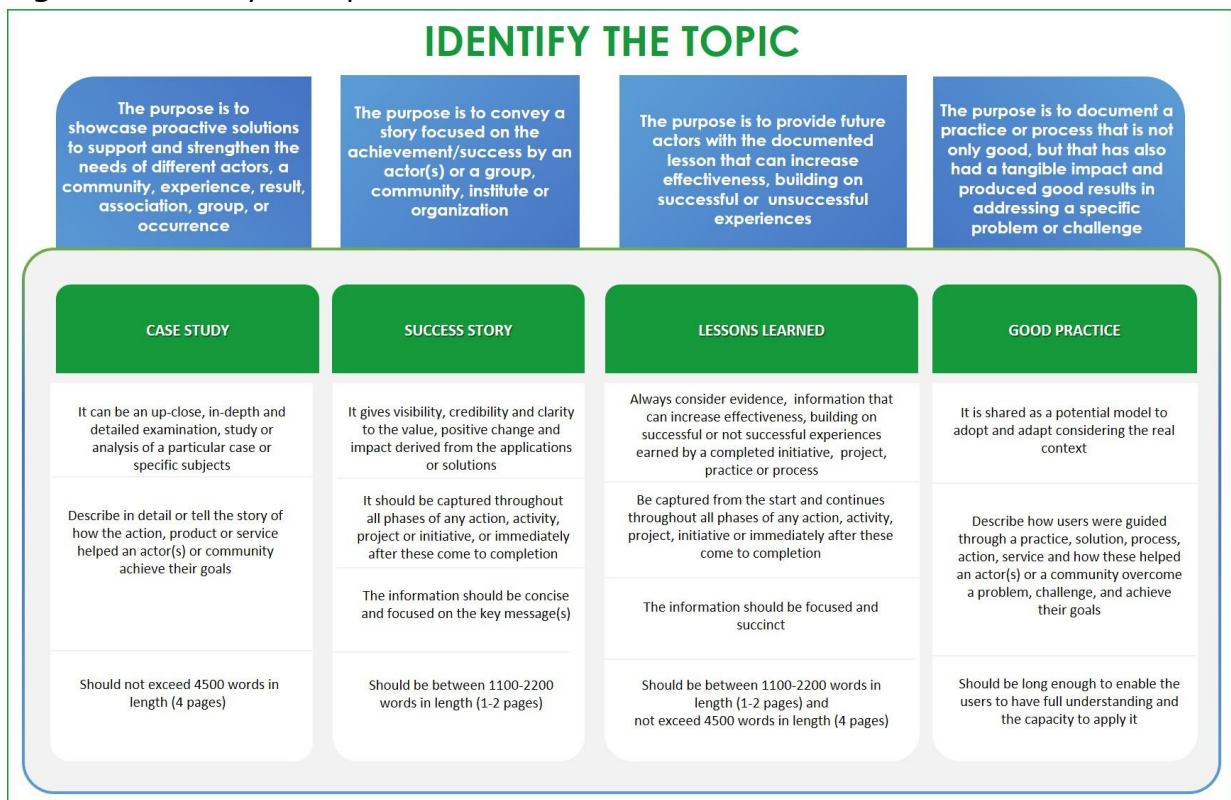 IDENTIFY THE TOPIC
The purpose is to
showcase proactive solutions
to support and strengthen the
needs of different actors, a
community, experience, result,
association, group, or
occurrence
The purpose is to convey a
story focused on the
achievement/success by an
actor(s) or a group,
community, institute or
organization
The purpose is to provide future
actors with the documented
lesson that can increase
effectiveness, building on
successful or unsuccessful
experiences
The purpose is to document a
practice or process that is not
only good, but that has also
had a tangible impact and
produced good results in
addressing a specific
problem or challenge
CASE STUDY
It can be an up-close, in-depth and
detailed examination, study or
analysis of a particular case or
specific subjects
Describe in detail or tell the story of
how the action, product or service
helped an actor(s) or community
achieve their goals
Should not exceed 4500 words in
length (4 pages)
SUCCESS STORY
It gives visibility, credibility and clarity
to the value, positive change and
impact derived from the applications
or solutions
It should be captured throughout
all phases of any action, activity,
project or initiative, or immediately
after these come to completion
The information should be concise
and focused on the key message(s)
Should be between 1100-2200
words in length (1-2 pages)
LESSONS LEARNED
Always consider evidence, information that
can increase effectiveness, building on
successful or not successful experiences
earned by a completed initiative, project,
practice or process
Be captured from the start and continues
throughout all phases of any action, activity,
project, initiative or immediately after these
come to completion
The information should be focused and
succinct
Should be between 1100-2200 words in
length (1-2 pages) and
not exceed 4500 words in length (4 pages)
GOOD PRACTICE
It is shared as a potential model to
adopt and adapt considering the real
context
Describe how users were guided
through a practice, solution, process,
action, service and how these helped
an actor(s) or a community overcome
a problem, challenge, and achieve
their goals
Should be long enough to enable the
users to have full understanding and
the capacity to apply it